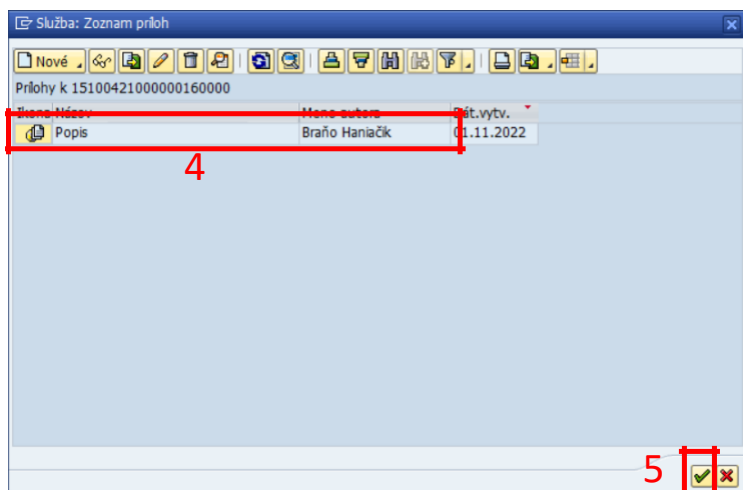 Služba: Zoznam príloh
Nové
Prílohy k 15100421000000160000
Ikona Názov Meno autora Dát.vytv.
Popis Braňo Haniačik 01.11.2022
4
5